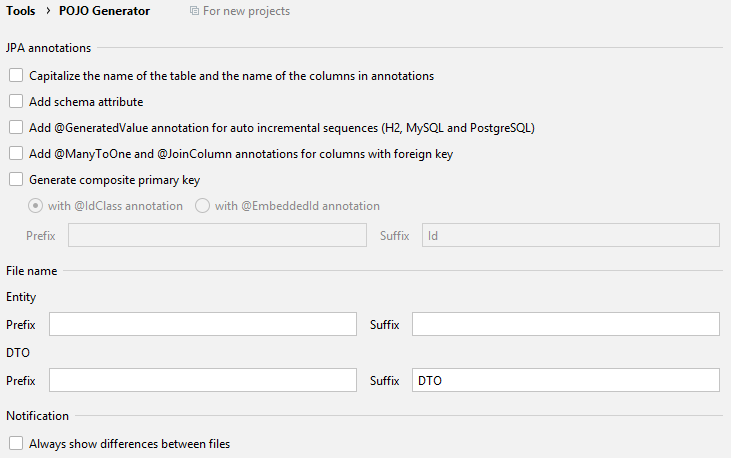 Tools › POJO Generator For new projects
JPA annotations
Capitalize the name of the table and the name of the columns in annotations
Add schema attribute
Add @GeneratedValue annotation for auto incremental sequences (H2, MySQL and PostgreSQL)
Add @ManyToOne and @JoinColumn annotations for columns with foreign key
Generate composite primary key
with @IdClass annotation with @EmbeddedId annotation
Prefix Suffix Id
File name
Entity
Prefix Suffix
DTO
Prefix Suffix DTO
Notification
Always show differences between files